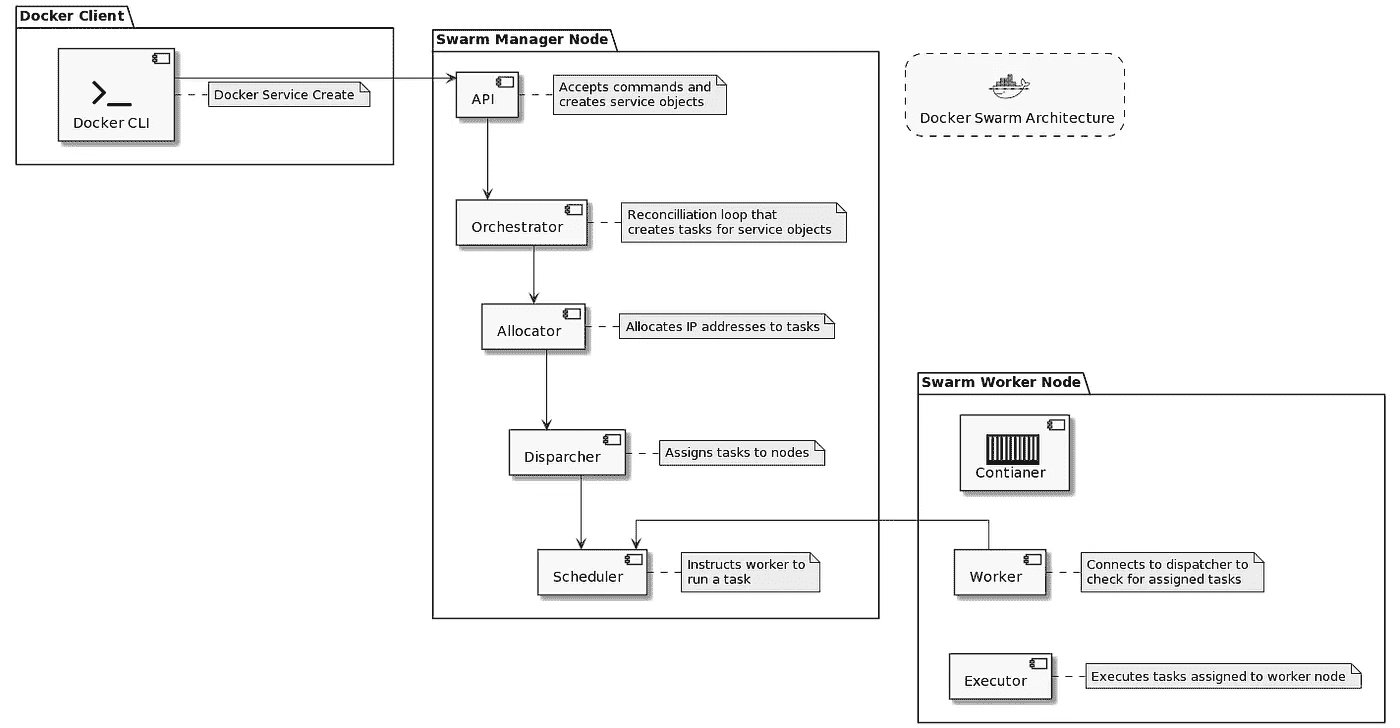 Docker Client
Docker CLI
Docker Service Create
Swarm Manager Node
API
Accepts commands and
creates service objects
Docker Swarm Architecture
Orchestrator
Reconcilliation loop that
creates tasks for service objects
Allocator
Allocates IP addresses to tasks
Disparcher
Assigns tasks to nodes
Scheduler
Instructs worker to
run a task
Swarm Worker Node
Contianer
Worker
Connects to dispatcher to
check for assigned tasks
Executor
Executes tasks assigned to worker node